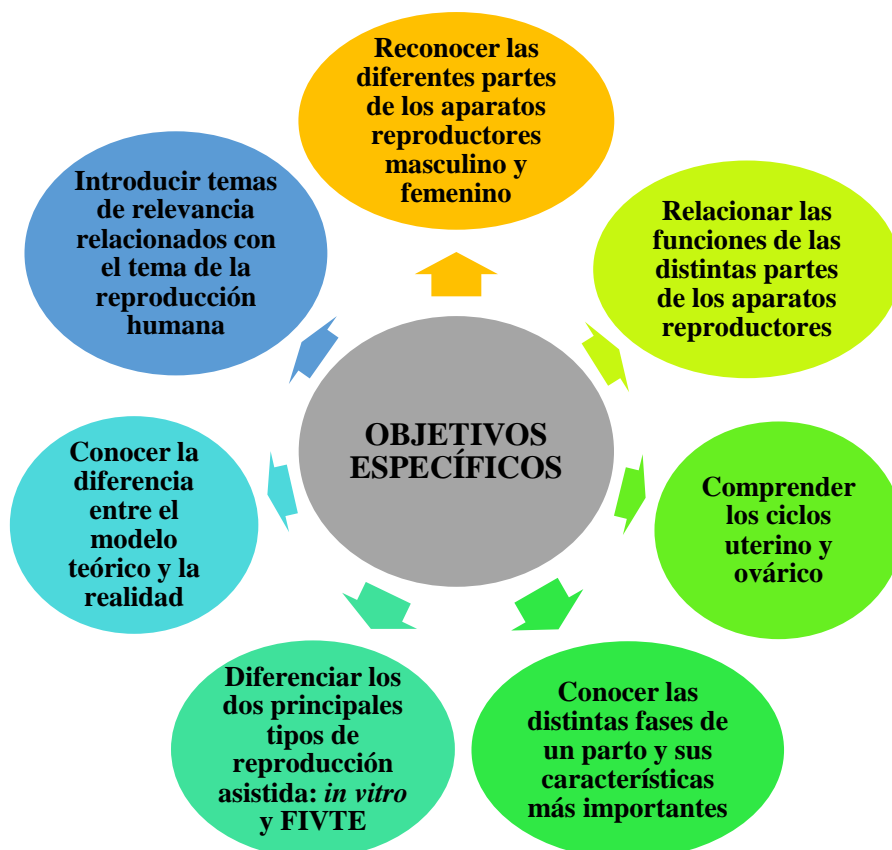 OBJETIVOS
ESPECÍFICOS
Reconocer las
diferentes partes
de los aparatos
reproductores
masculino y
femenino
Relacionar las
funciones de las
distintas partes
de los aparatos
reproductores
Comprender
los ciclos
uterino y
ovárico
Conocer las
distintas fases de
un parto y sus
características
más importantes
Diferenciar los
dos principales
tipos de
reproducción
asistida: in vitro
y FIVTE
Conocer la
diferencia
entre el
modelo
teórico y la
realidad
Introducir temas
de relevancia
relacionados con
el tema de la
reproducción
humana